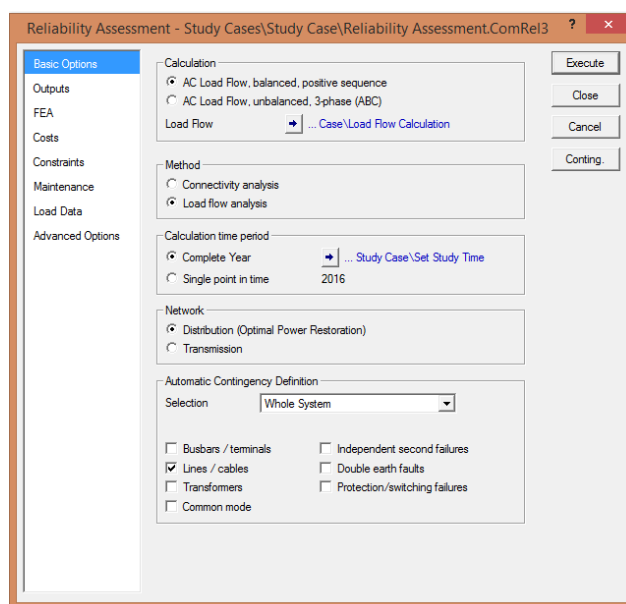 Reliability Assessment - Study Cases\Study Case\Reliability Assessment.ComRel3 ? ×
Basic Options
Outputs
FEA
Costs
Constraints
Maintenance
Load Data
Advanced Options
Calculation
AC Load Flow, balanced, positive sequence
AC Load Flow, unbalanced, 3-phase (ABC)
Load Flow ... Case\Load Flow Calculation
Method
Connectivity analysis
Load flow analysis
Calculation time period
Complete Year ... Study Case\Set Study Time
Single point in time 2016
Network
Distribution (Optimal Power Restoration)
Transmission
Automatic Contingency Definition
Selection Whole System
Busbars / terminals Independent second failures
Lines / cables Double earth faults
Transformers Protection/switching failures
Common mode
Execute
Close
Cancel
Conting.